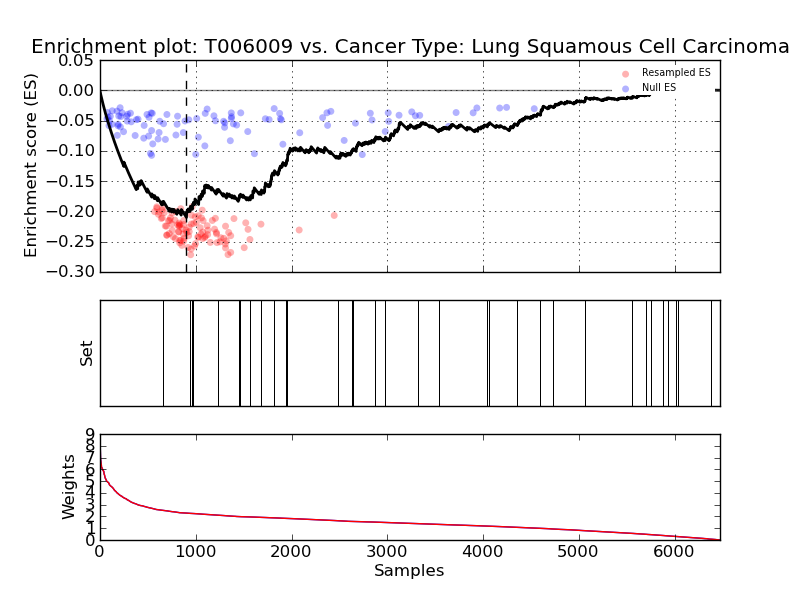 Enrichment plot: T006009 vs. Cancer Type: Lung Squamous Cell Carcinoma
Enrichment score (ES)
0.05
0.00
−0.05
−0.10
−0.15
−0.20
−0.25
−0.30
Resampled ES
Null ES
Set
Weights
9
8
7
6
5
4
3
2
1
0
0 1000 2000 3000 4000 5000 6000
Samples